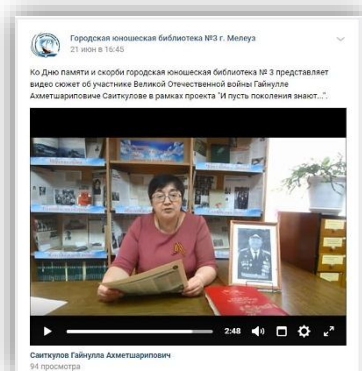 Городская юношеская библиотека №3 г. Мелеуз
21 июн в 16:45
Ко Дню памяти и скорби городская юношеская библиотека № 3 представляет
видео сюжет об участнике Великой Отечественной войны Гайнулле
Ахметшариповиче Саиткулове в рамках проекта "И пусть поколения знают...".
2:48
Саиткулов Гайнулла Ахметшарипович
94 просмотра